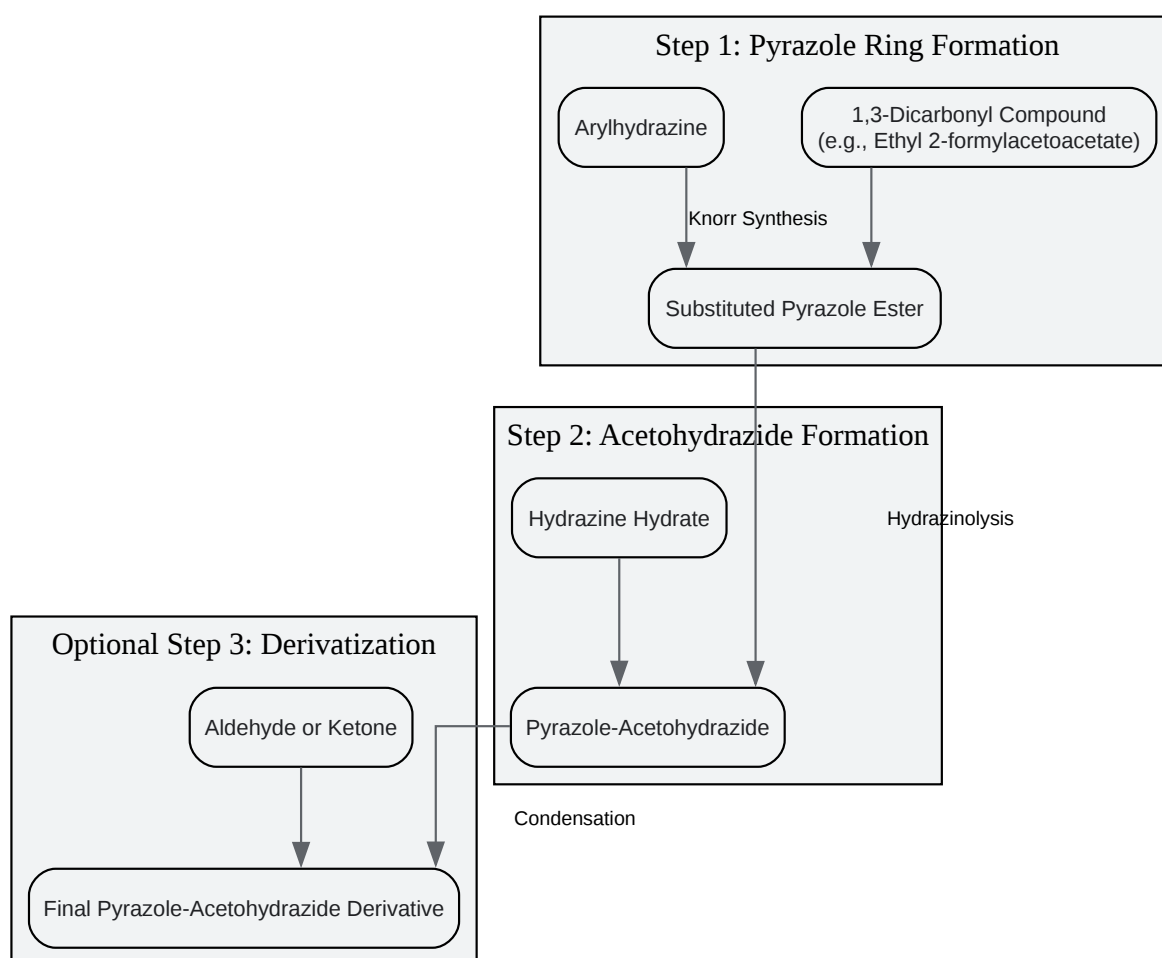 Step 1: Pyrazole Ring Formation
Arylhydrazine
1,3-Dicarbonyl Compound
(e.g., Ethyl 2-formylacetoacetate)
Knorr Synthesis
Substituted Pyrazole Ester
Step 2: Acetohydrazide Formation
Hydrazine Hydrate
Hydrazinolysis
Optional Step 3: Derivatization
Aldehyde or Ketone
Pyrazole-Acetohydrazide
Condensation
Final Pyrazole-Acetohydrazide Derivative